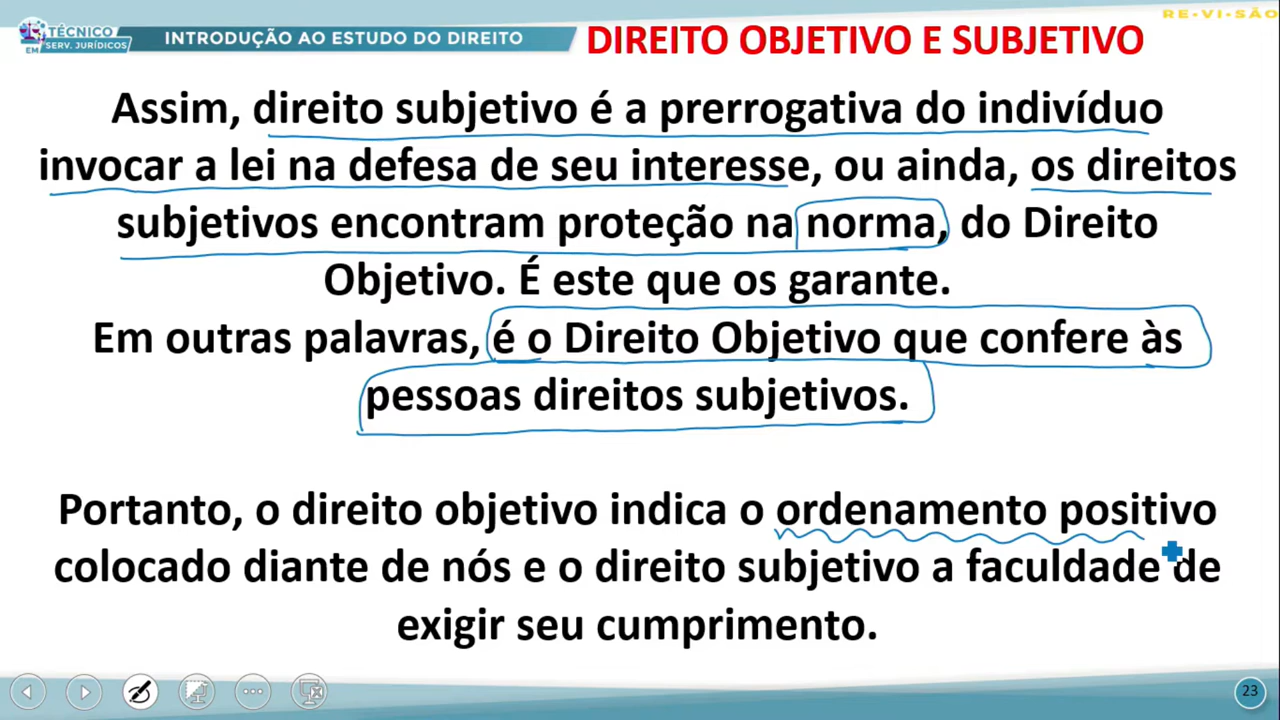 RE-VI-SÃO
TÉCNICO
EM SERV. JURÍDICOS
INTRODUÇÃO AO ESTUDO DO DIREITO
DIREITO OBJETIVO E SUBJETIVO
Assim, direito subjetivo é a prerrogativa do indivíduo
invocar a lei na defesa de seu interesse, ou ainda, os direitos
subjetivos encontram proteção na norma, do Direito
Objetivo. É este que os garante.
Em outras palavras, é o Direito Objetivo que confere às
pessoas direitos subjetivos.
Portanto, o direito objetivo indica o ordenamento positivo
colocado diante de nós e o direito subjetivo a faculdade de
exigir seu cumprimento.
23